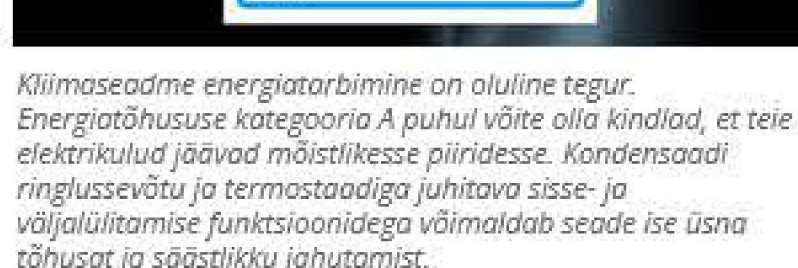 Kliimaseadme energiatarbimine on oluline tegur.
Energiatõhususe kategooria A puhul võite olla kindlad, et teie
elektrikulud jäävad mõistlikesse piiridesse. Kondensaadi
ringlussevõtu ja termostaadiga juhitava sisse- ja
väljalülitamise funktsioonidega võimaldab seade ise üsna
tõhusat ja säästlikku jahutamist.